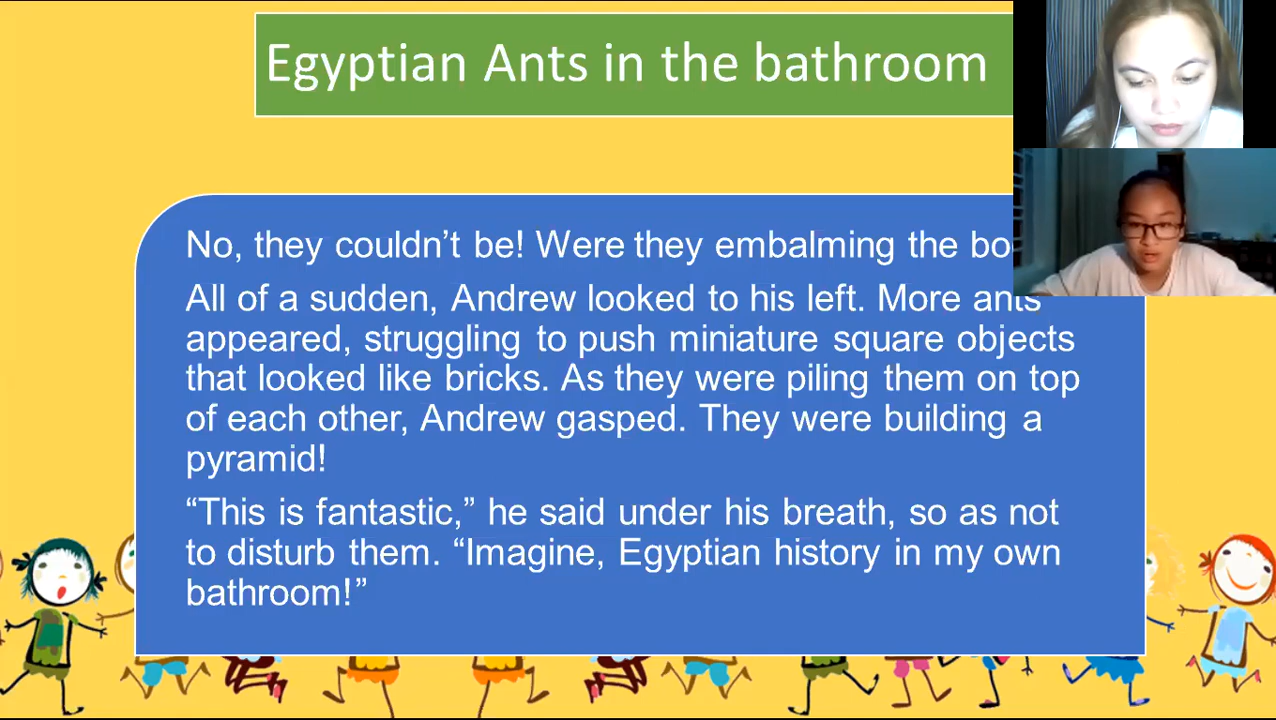 Egyptian Ants in the bathroom
No, they couldn’t be! Were they embalming the
All of a sudden, Andrew looked to his left. More ants
appeared, struggling to push miniature square objects
that looked like bricks. As they were piling them on top
of each other, Andrew gasped. They were building a
pyramid!
“This is fantastic,” he said under his breath, so as not
to disturb them. “Imagine, Egyptian history in my own
bathroom!”